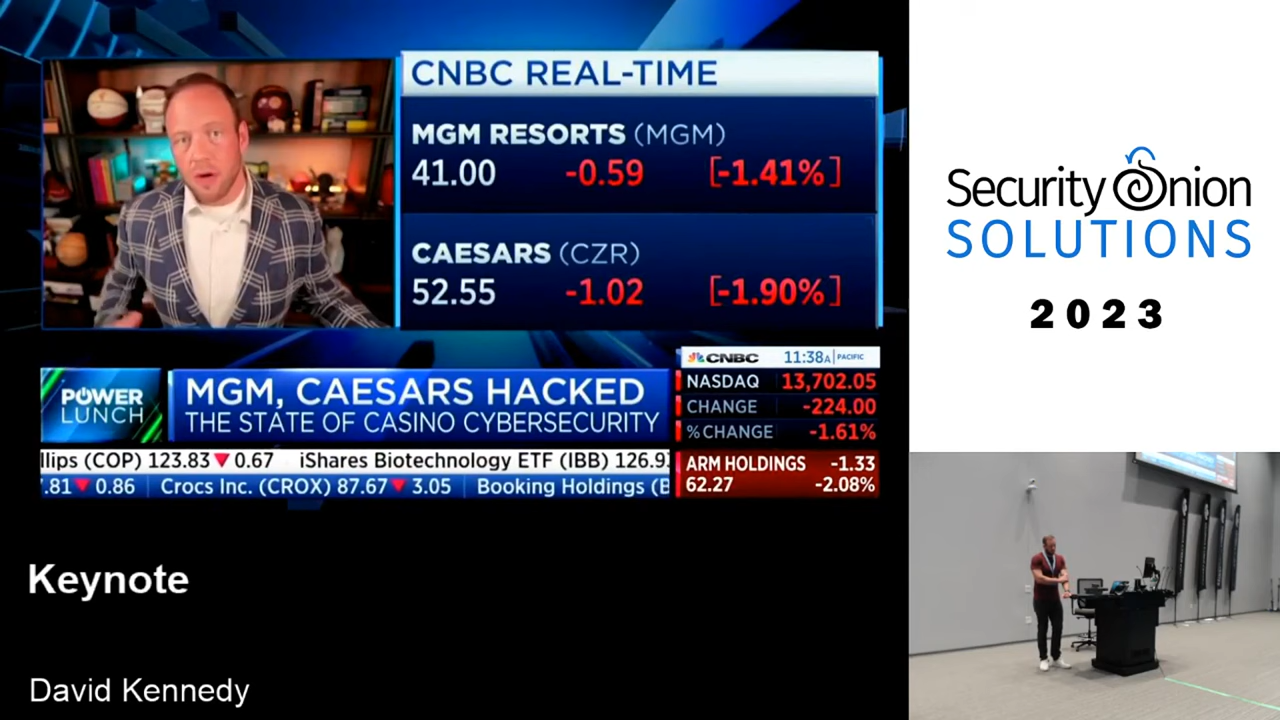 CNBC REAL-TIME
MGM RESORTS (MGM)
41.00 -0.59 [-1.41%]
CAESARS (CZR)
52.55 -1.02 [-1.90%]
POWER LUNCH
MGM, CAESARS HACKED
THE STATE OF CASINO CYBERSECURITY
CNBC 11:38A PACIFIC
NASDAQ 13,702.05
CHANGE -224.00
% CHANGE -1.61%
llips (COP) 123.83▼0.67 iShares Biotechnology ETF (IBB) 126.9
.81▼0.86 Crocs Inc. (CROX) 87.67▼3.05 Booking Holdings (B
ARM HOLDINGS -1.33
62.27 -2.08%
Keynote
David Kennedy
Security Onion
SOLUTIONS
2023